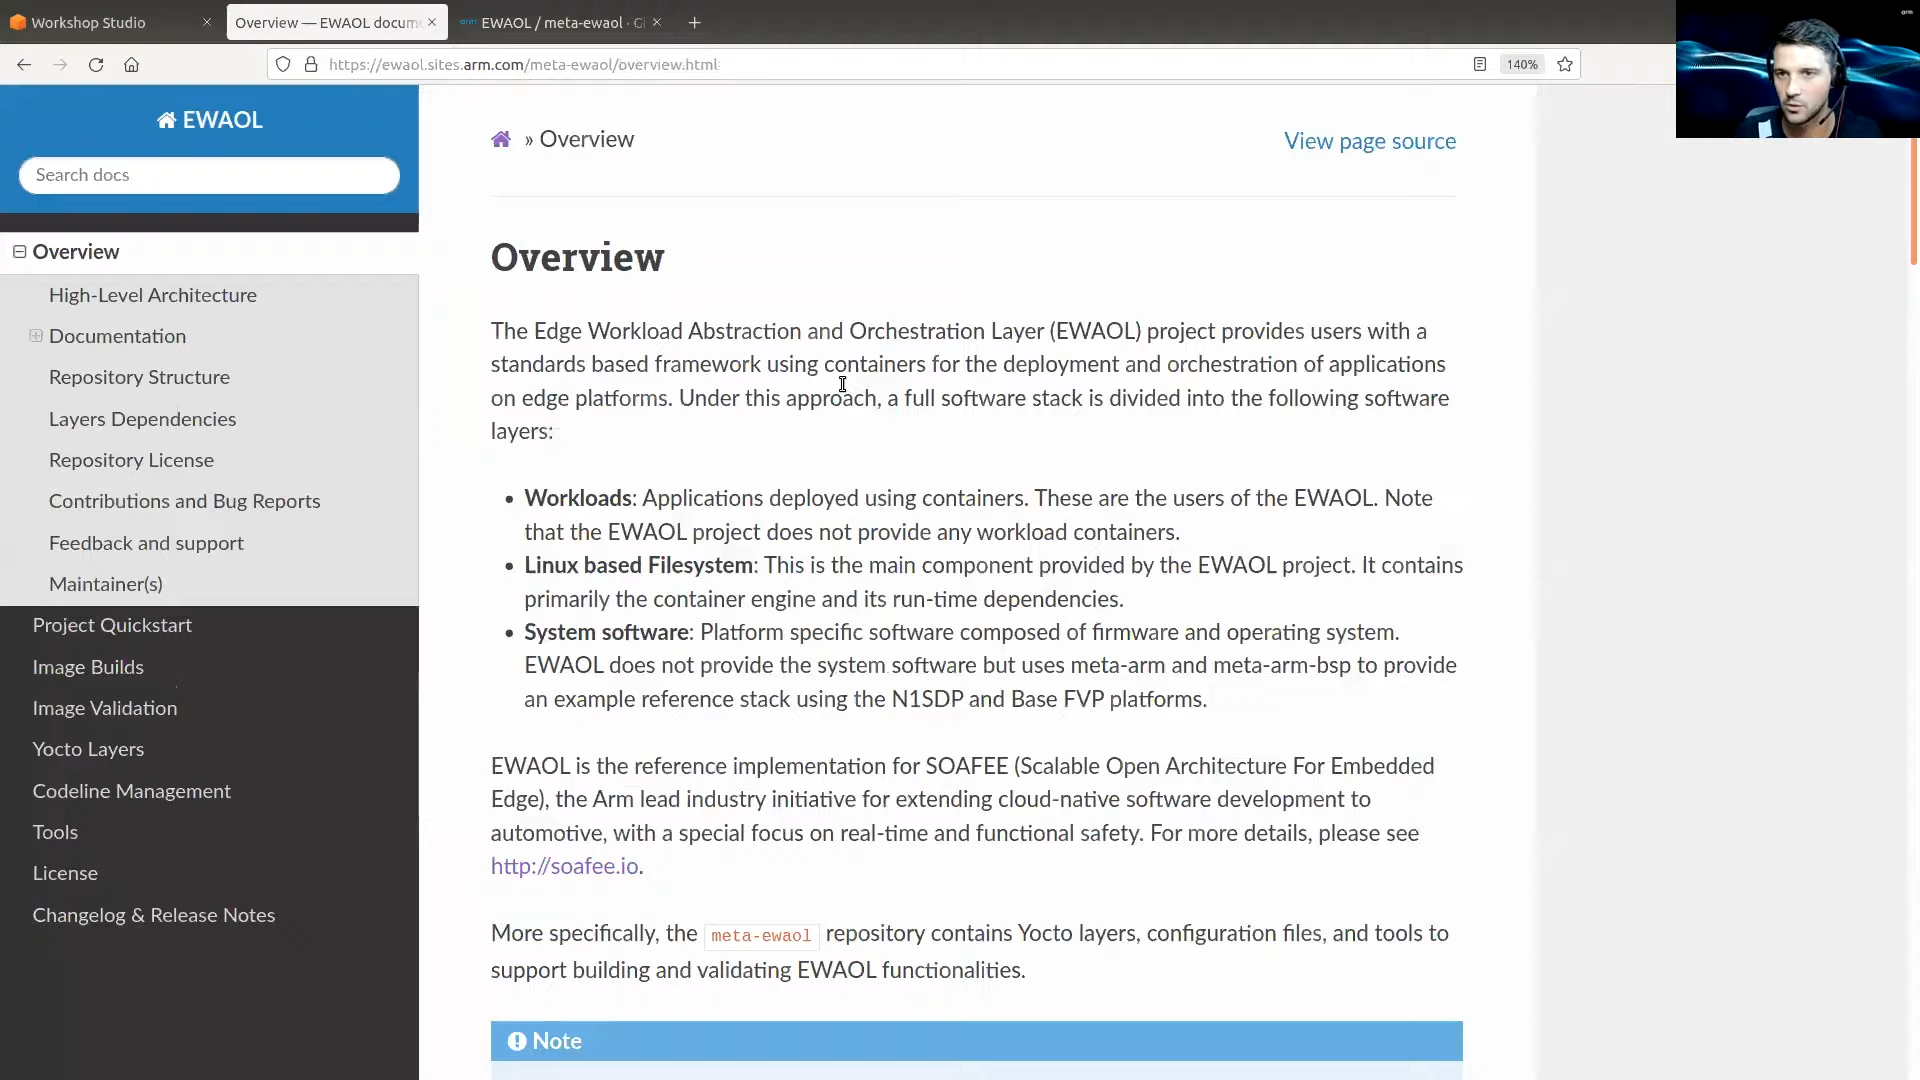 Workshop Studio
Overview — EWAOL docum
EWAOL / meta-ewaol · Gi
https://ewaol.sites.arm.com/meta-ewaol/overview.html
140%
arm
EWAOL
Search docs
Overview
High-Level Architecture
Documentation
Repository Structure
Layers Dependencies
Repository License
Contributions and Bug Reports
Feedback and support
Maintainer(s)
Project Quickstart
Image Builds
Image Validation
Yocto Layers
Codeline Management
Tools
License
Changelog & Release Notes
» Overview
View page source
Overview
The Edge Workload Abstraction and Orchestration Layer (EWAOL) project provides users with a
standards based framework using containers for the deployment and orchestration of applications
on edge platforms. Under this approach, a full software stack is divided into the following software
layers:
• Workloads: Applications deployed using containers. These are the users of the EWAOL. Note
that the EWAOL project does not provide any workload containers.
• Linux based Filesystem: This is the main component provided by the EWAOL project. It contains
primarily the container engine and its run-time dependencies.
• System software: Platform specific software composed of firmware and operating system.
EWAOL does not provide the system software but uses meta-arm and meta-arm-bsp to provide
an example reference stack using the N1SDP and Base FVP platforms.
EWAOL is the reference implementation for SOAFEE (Scalable Open Architecture For Embedded
Edge), the Arm lead industry initiative for extending cloud-native software development to
automotive, with a special focus on real-time and functional safety. For more details, please see
http://soafee.io.
More specifically, the meta-ewaol repository contains Yocto layers, configuration files, and tools to
support building and validating EWAOL functionalities.
Note